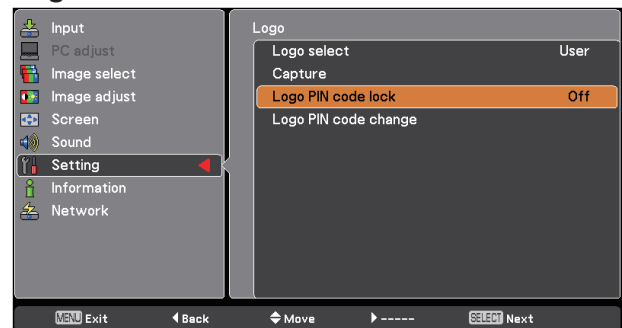 Input
PC adjust
Image select
Image adjust
Screen
Sound
Setting
Information
Network
Logo
Logo select User
Capture
Logo PIN code lock Off
Logo PIN code change
MENU Exit Back Move ----- SELECT Next